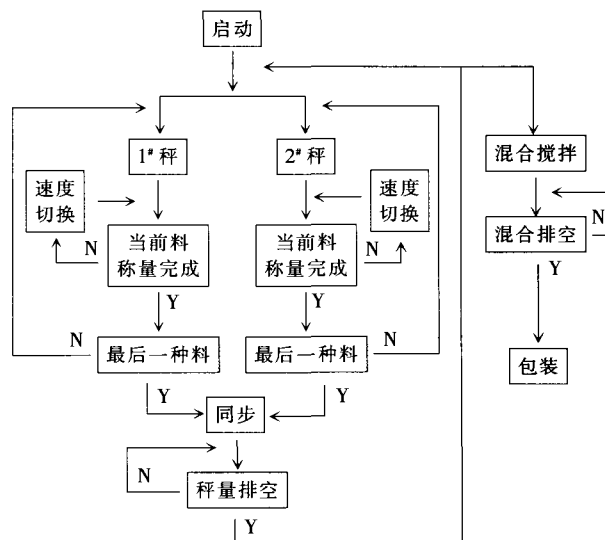 启动
1# 秤
2# 秤
混合搅拌
速度
切换
速度
切换
当前料
称量完成
当前料
称量完成
混合排空
N
N
N
Y
Y
Y
N
最后一种料
最后一种料
N
包装
Y
Y
同步
N
秤量排空
Y